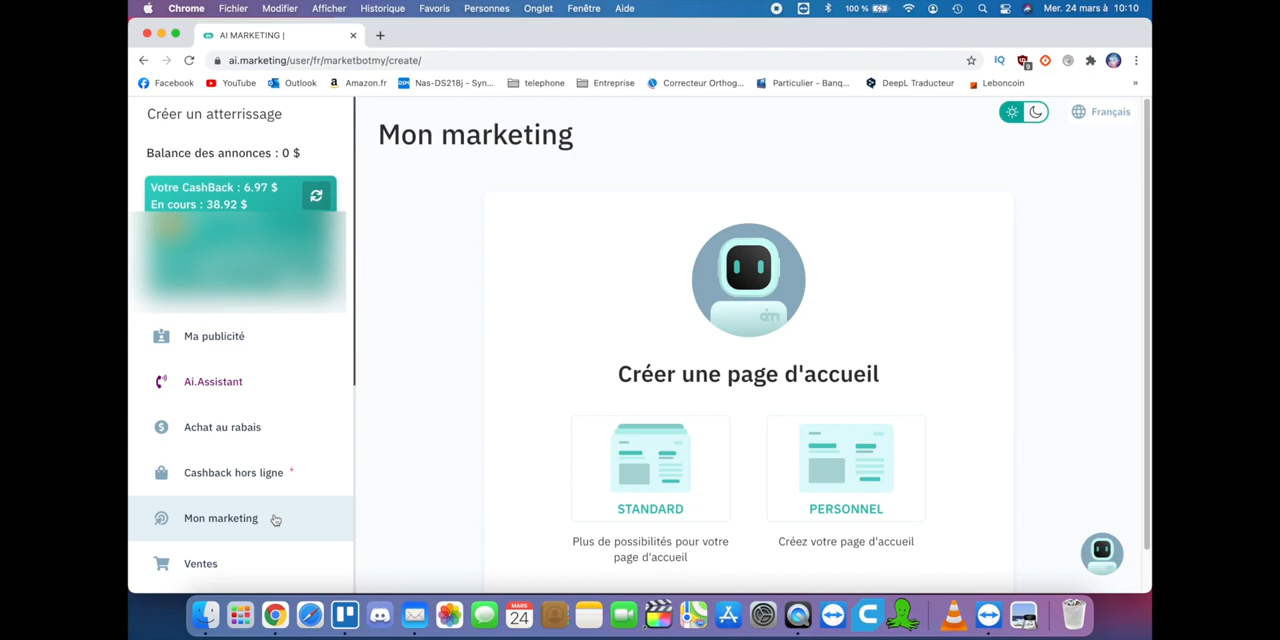 Chrome Fichier Modifier Afficher Historique Favoris Personnes Onglet Fenêtre Aide 100 % Mer. 24 mars à 10:10
AI MARKETING |
ai.marketing/user/fr/marketbotmy/create/
IQ
9
Facebook YouTube Outlook Amazon.fr Nas-DS218j – Syn... telephone Entreprise Correcteur Orthog... Particulier - Banq... DeepL Traducteur Leboncoin »
Créer un atterrissage
Balance des annonces : 0 $
Votre CashBack : 6.97 $
En cours : 38.92 $
Ma publicité
Ai.Assistant
Achat au rabais
Cashback hors ligne +
Mon marketing
Ventes
Français
Mon marketing
aim
Créer une page d'accueil
STANDARD
Plus de possibilités pour votre
page d'accueil
PERSONNEL
Créez votre page d'accueil
MARS
24